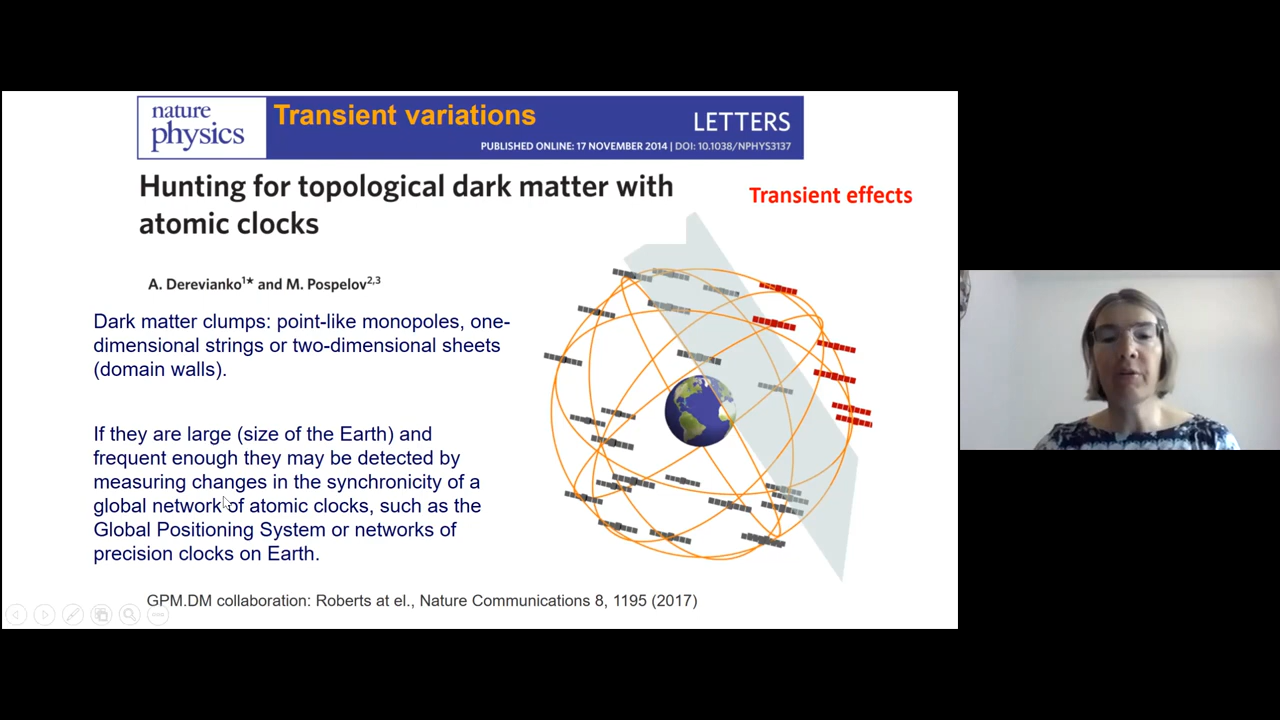 nature
physics
Transient variations
LETTERS
PUBLISHED ONLINE: 17 NOVEMBER 2014 | DOI: 10.1038/NPHYS3137
Hunting for topological dark matter with
atomic clocks
Transient effects
A. Derevianko1* and M. Pospelov2,3
Dark matter clumps: point-like monopoles, one-
dimensional strings or two-dimensional sheets
(domain walls).
If they are large (size of the Earth) and
frequent enough they may be detected by
measuring changes in the synchronicity of a
global network of atomic clocks, such as the
Global Positioning System or networks of
precision clocks on Earth.
GPM.DM collaboration: Roberts at el., Nature Communications 8, 1195 (2017)